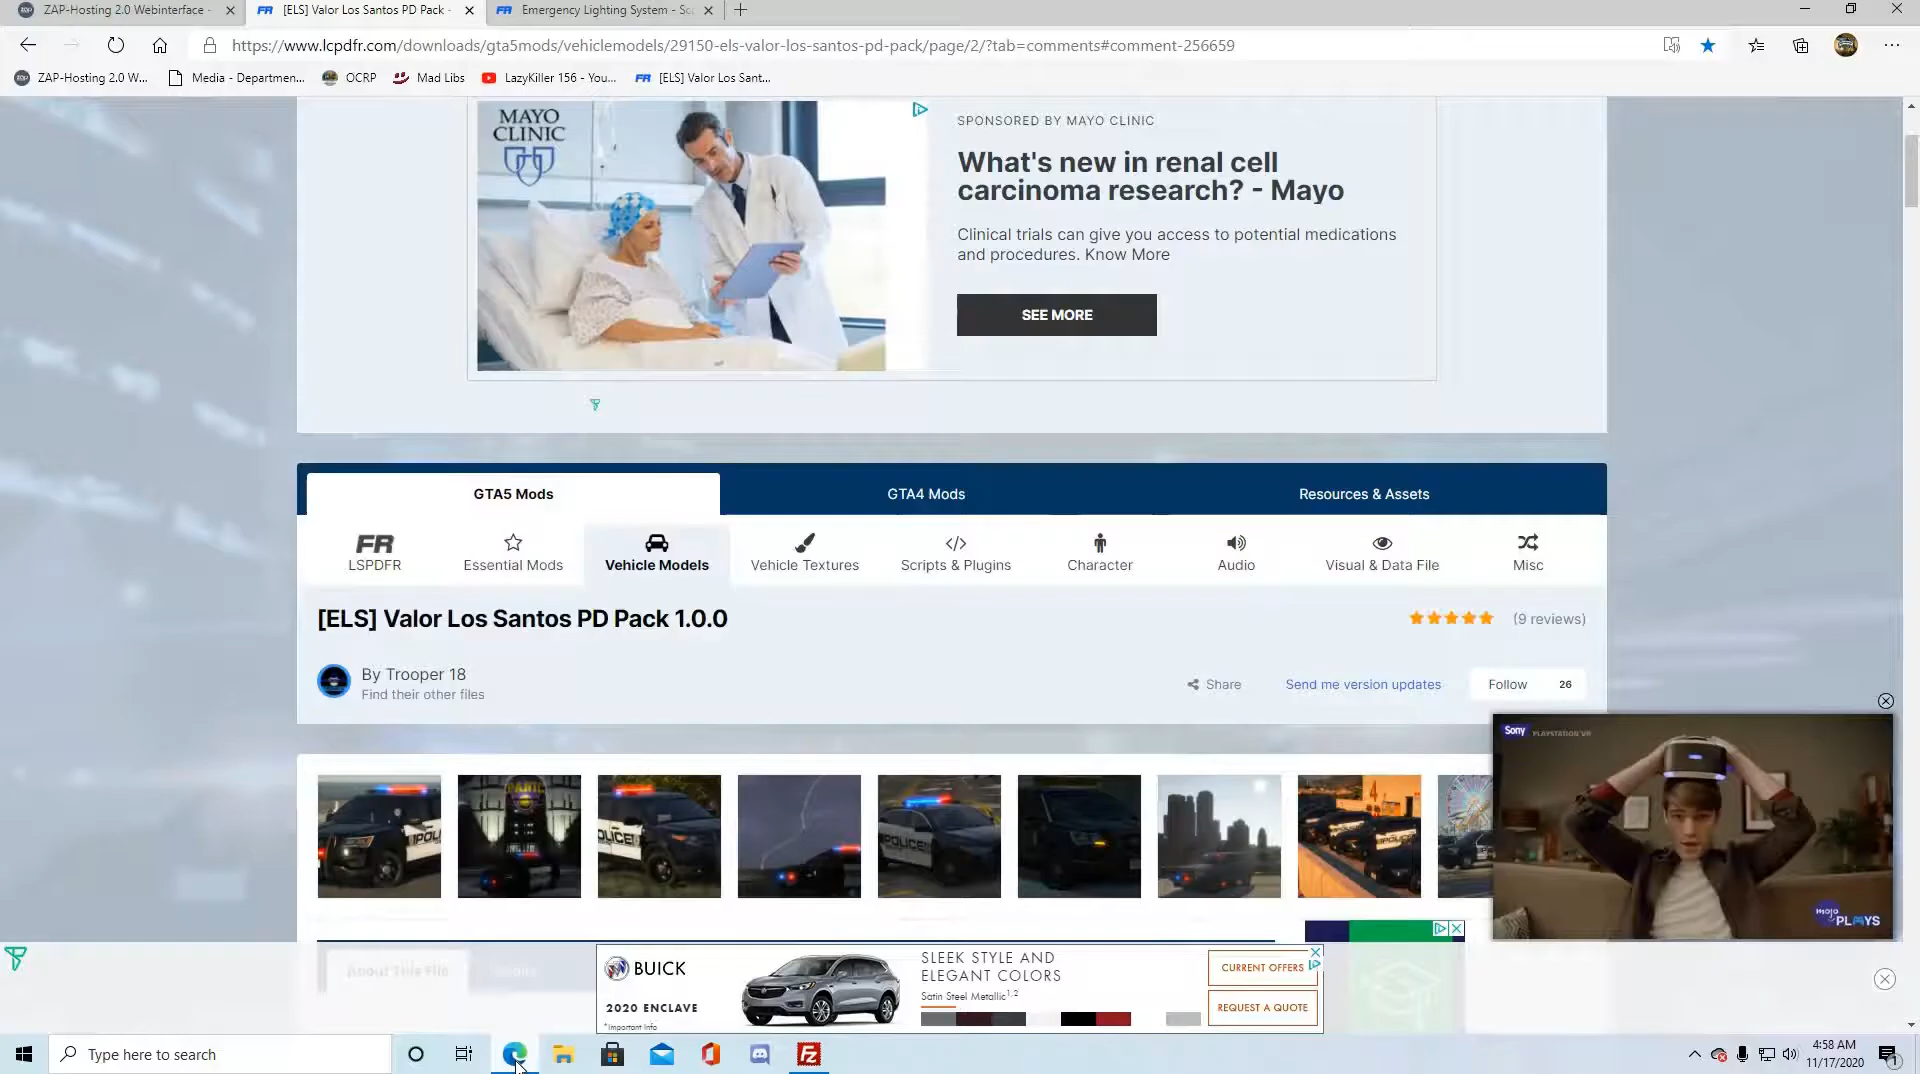 ZAP-Hosting 2.0 Webinterface -
[ELS] Valor Los Santos PD Pack -
Emergency Lighting System - Sc
https://www.lcpdfr.com/downloads/gta5mods/vehiclemodels/29150-els-valor-los-santos-pd-pack/page/2/?tab=comments#comment-256659
ZAP-Hosting 2.0 W...
Media - Departmen...
OCRP
Mad Libs
LazyKiller 156 - You...
[ELS] Valor Los Sant...
MAYO
CLINIC
SPONSORED BY MAYO CLINIC
What's new in renal cell
carcinoma research? - Mayo
Clinical trials can give you access to potential medications
and procedures. Know More
SEE MORE
GTA5 Mods
GTA4 Mods
Resources & Assets
FR
LSPDFR
Essential Mods
Vehicle Models
Vehicle Textures
Scripts & Plugins
Character
Audio
Visual & Data File
Misc
[ELS] Valor Los Santos PD Pack 1.0.0
(9 reviews)
By Trooper 18
Find their other files
Share
Send me version updates
Follow 26
Sony PLAYSTATION VR
mojo
PLAYS
About This File
BUICK
2020 ENCLAVE
*Important Info
SLEEK STYLE AND
ELEGANT COLORS
Satin Steel Metallic1,2
CURRENT OFFERS
REQUEST A QUOTE
Type here to search
4:58 AM
11/17/2020